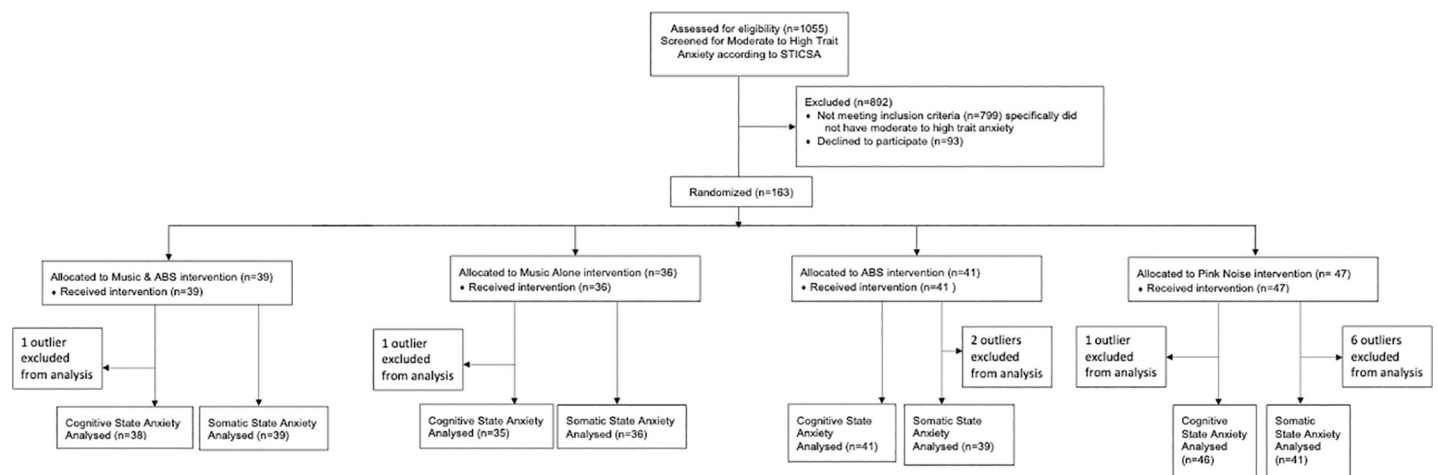 Assessed for eligibility (n=1055)
Screened for Moderate to High Trait
Anxiety according to STICSA
Excluded (n=892)
♦ Not meeting inclusion criteria (n=799) specifically did
not have moderate to high trait anxiety
♦ Declined to participate (n=93)
Randomized (n=163)
Allocated to Music & ABS intervention (n=39)
♦ Received intervention (n=39)
Allocated to Music Alone intervention (n=36)
♦ Received intervention (n=36)
Allocated to ABS intervention (n=41)
♦ Received intervention (n=41 )
Allocated to Pink Noise intervention (n= 47)
♦ Received intervention (n=47)
1 outlier
excluded
from analysis
1 outlier
excluded
from analysis
2 outliers
excluded
from analysis
1 outlier
excluded from
analysis
6 outliers
excluded
from analysis
Cognitive State Anxiety
Analysed (n=38)
Somatic State Anxiety
Analysed (n=39)
Cognitive State Anxiety
Analysed (n=35)
Somatic State Anxiety
Analysed (n=36)
Cognitive State
Anxiety
Analysed (n=41)
Somatic State
Anxiety
Analysed (n=39)
Cognitive
State Anxiety
Analysed
(n=46)
Somatic
State Anxiety
Analysed
(n=41)